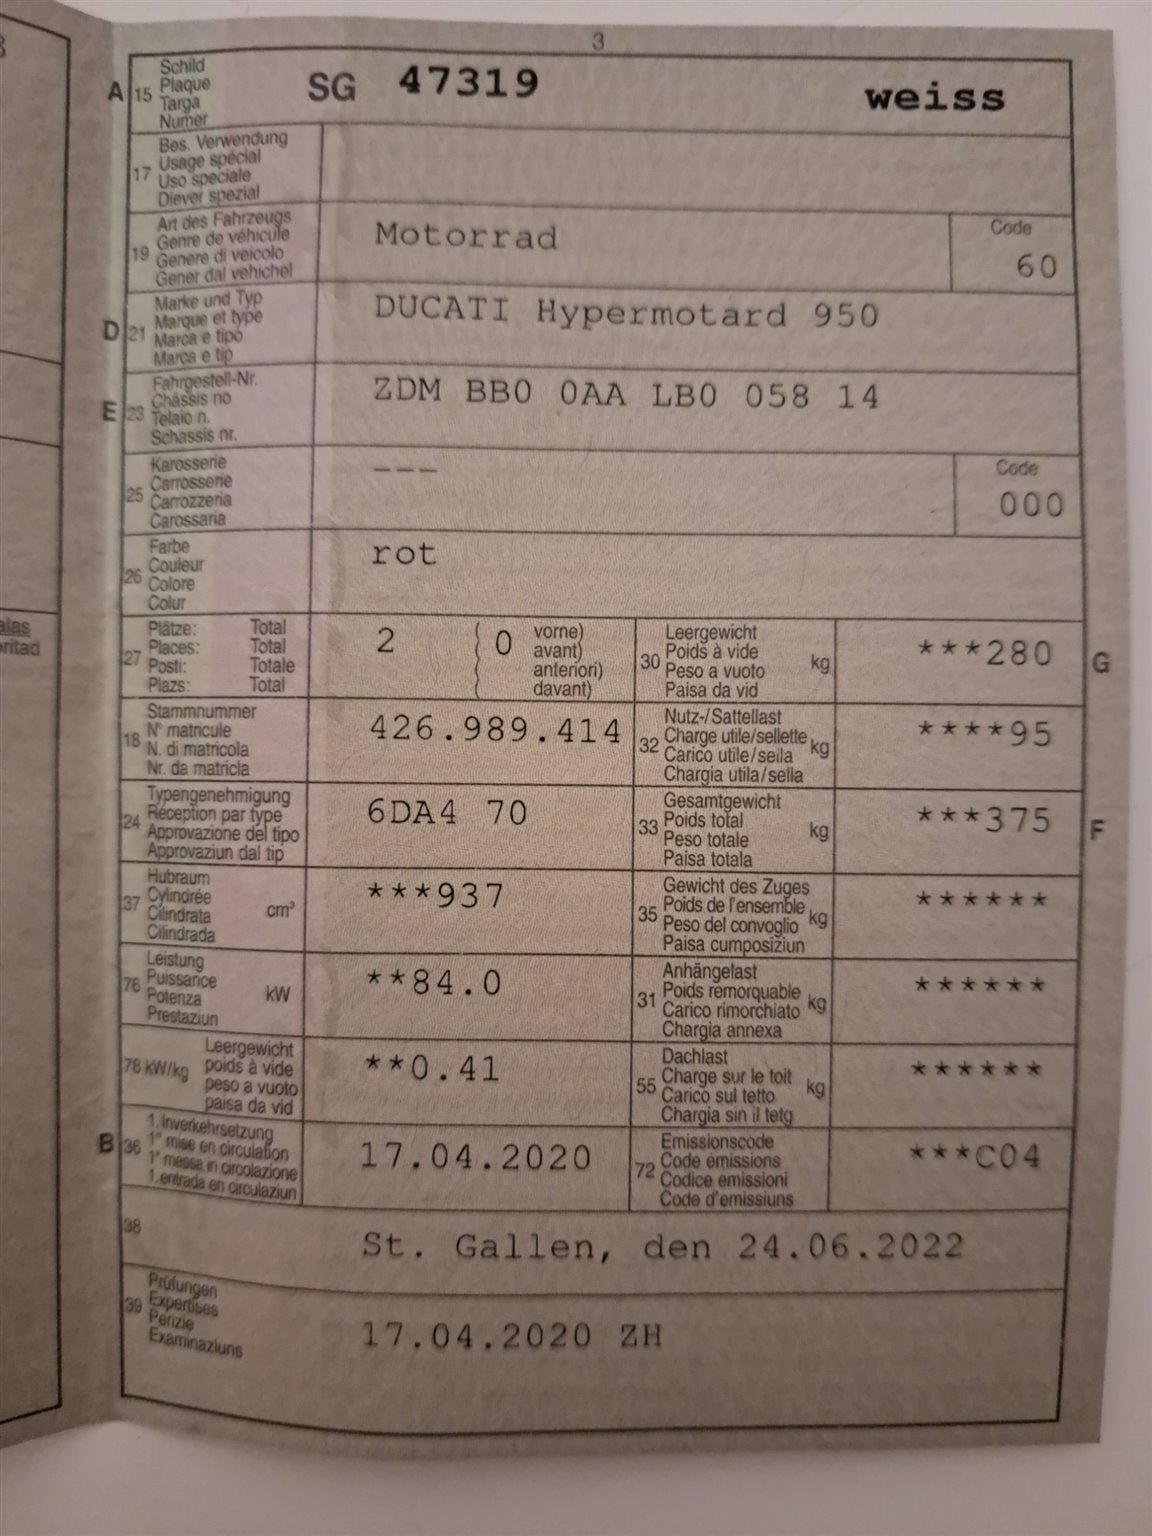 3
A 15 Schild
Plaque
Targa
Numer
SG 47319 weiss
17 Bes. Verwendung
Usage spécial
Uso speciale
Diever spezial
19 Art des Fahrzeugs
Genre de véhicule
Genere di veicolo
Gener dal vehichel
Motorrad
Code
60
D 21 Marke und Typ
Marque et type
Marca e tipo
Marca e tip
DUCATI Hypermotard 950
E 23 Fahrgestell-Nr.
Châssis no
Telaio n.
Schassis nr.
ZDM BB0 0AA LB0 058 14
25 Karosserie
Carrosserie
Carrozzeria
Carossaria
---
Code
000
26 Farbe
Couleur
Colore
Colur
rot
27 Plätze: Total
Places: Total
Posti: Totale
Plazs: Total
2 ( 0 vorne)
( avant)
( anteriori)
( davant)
30 Leergewicht
Poids à vide
Peso a vuoto
Paisa da vid
kg
***280 G
18 Stammnummer
N° matricule
N. di matricola
Nr. da matricla
426.989.414
32 Nutz-/Sattellast
Charge utile/sellette
Carico utile/sella
Chargia utila/sella
kg
****95
24 Typengenehmigung
Réception par type
Approvazione del tipo
Approvaziun dal tip
6DA4 70
33 Gesamtgewicht
Poids total
Peso totale
Paisa totala
kg
***375 F
37 Hubraum
Cylindrée
Cilindrata
Cilindrada
cm³
***937
35 Gewicht des Zuges
Poids de l'ensemble
Peso del convoglio
Paisa cumposiziun
kg
******
76 Leistung
Puissance
Potenza
Prestaziun
kW
**84.0
31 Anhängelast
Poids remorquable
Carico rimorchiato
Chargia annexa
kg
******
78 kW/kg Leergewicht
poids à vide
peso a vuoto
paisa da vid
**0.41
55 Dachlast
Charge sur le toit
Carico sul tetto
Chargia sin il tetg
kg
******
B 36 1. Inverkehrsetzung
1re mise en circulation
1a messa in circolazione
1. entrada en circulaziun
17.04.2020
72 Emissionscode
Code émissions
Codice emissioni
Code d'emissiuns
***C04
38
St. Gallen, den 24.06.2022
39 Prüfungen
Expertises
Perizie
Examinaziuns
17.04.2020 ZH